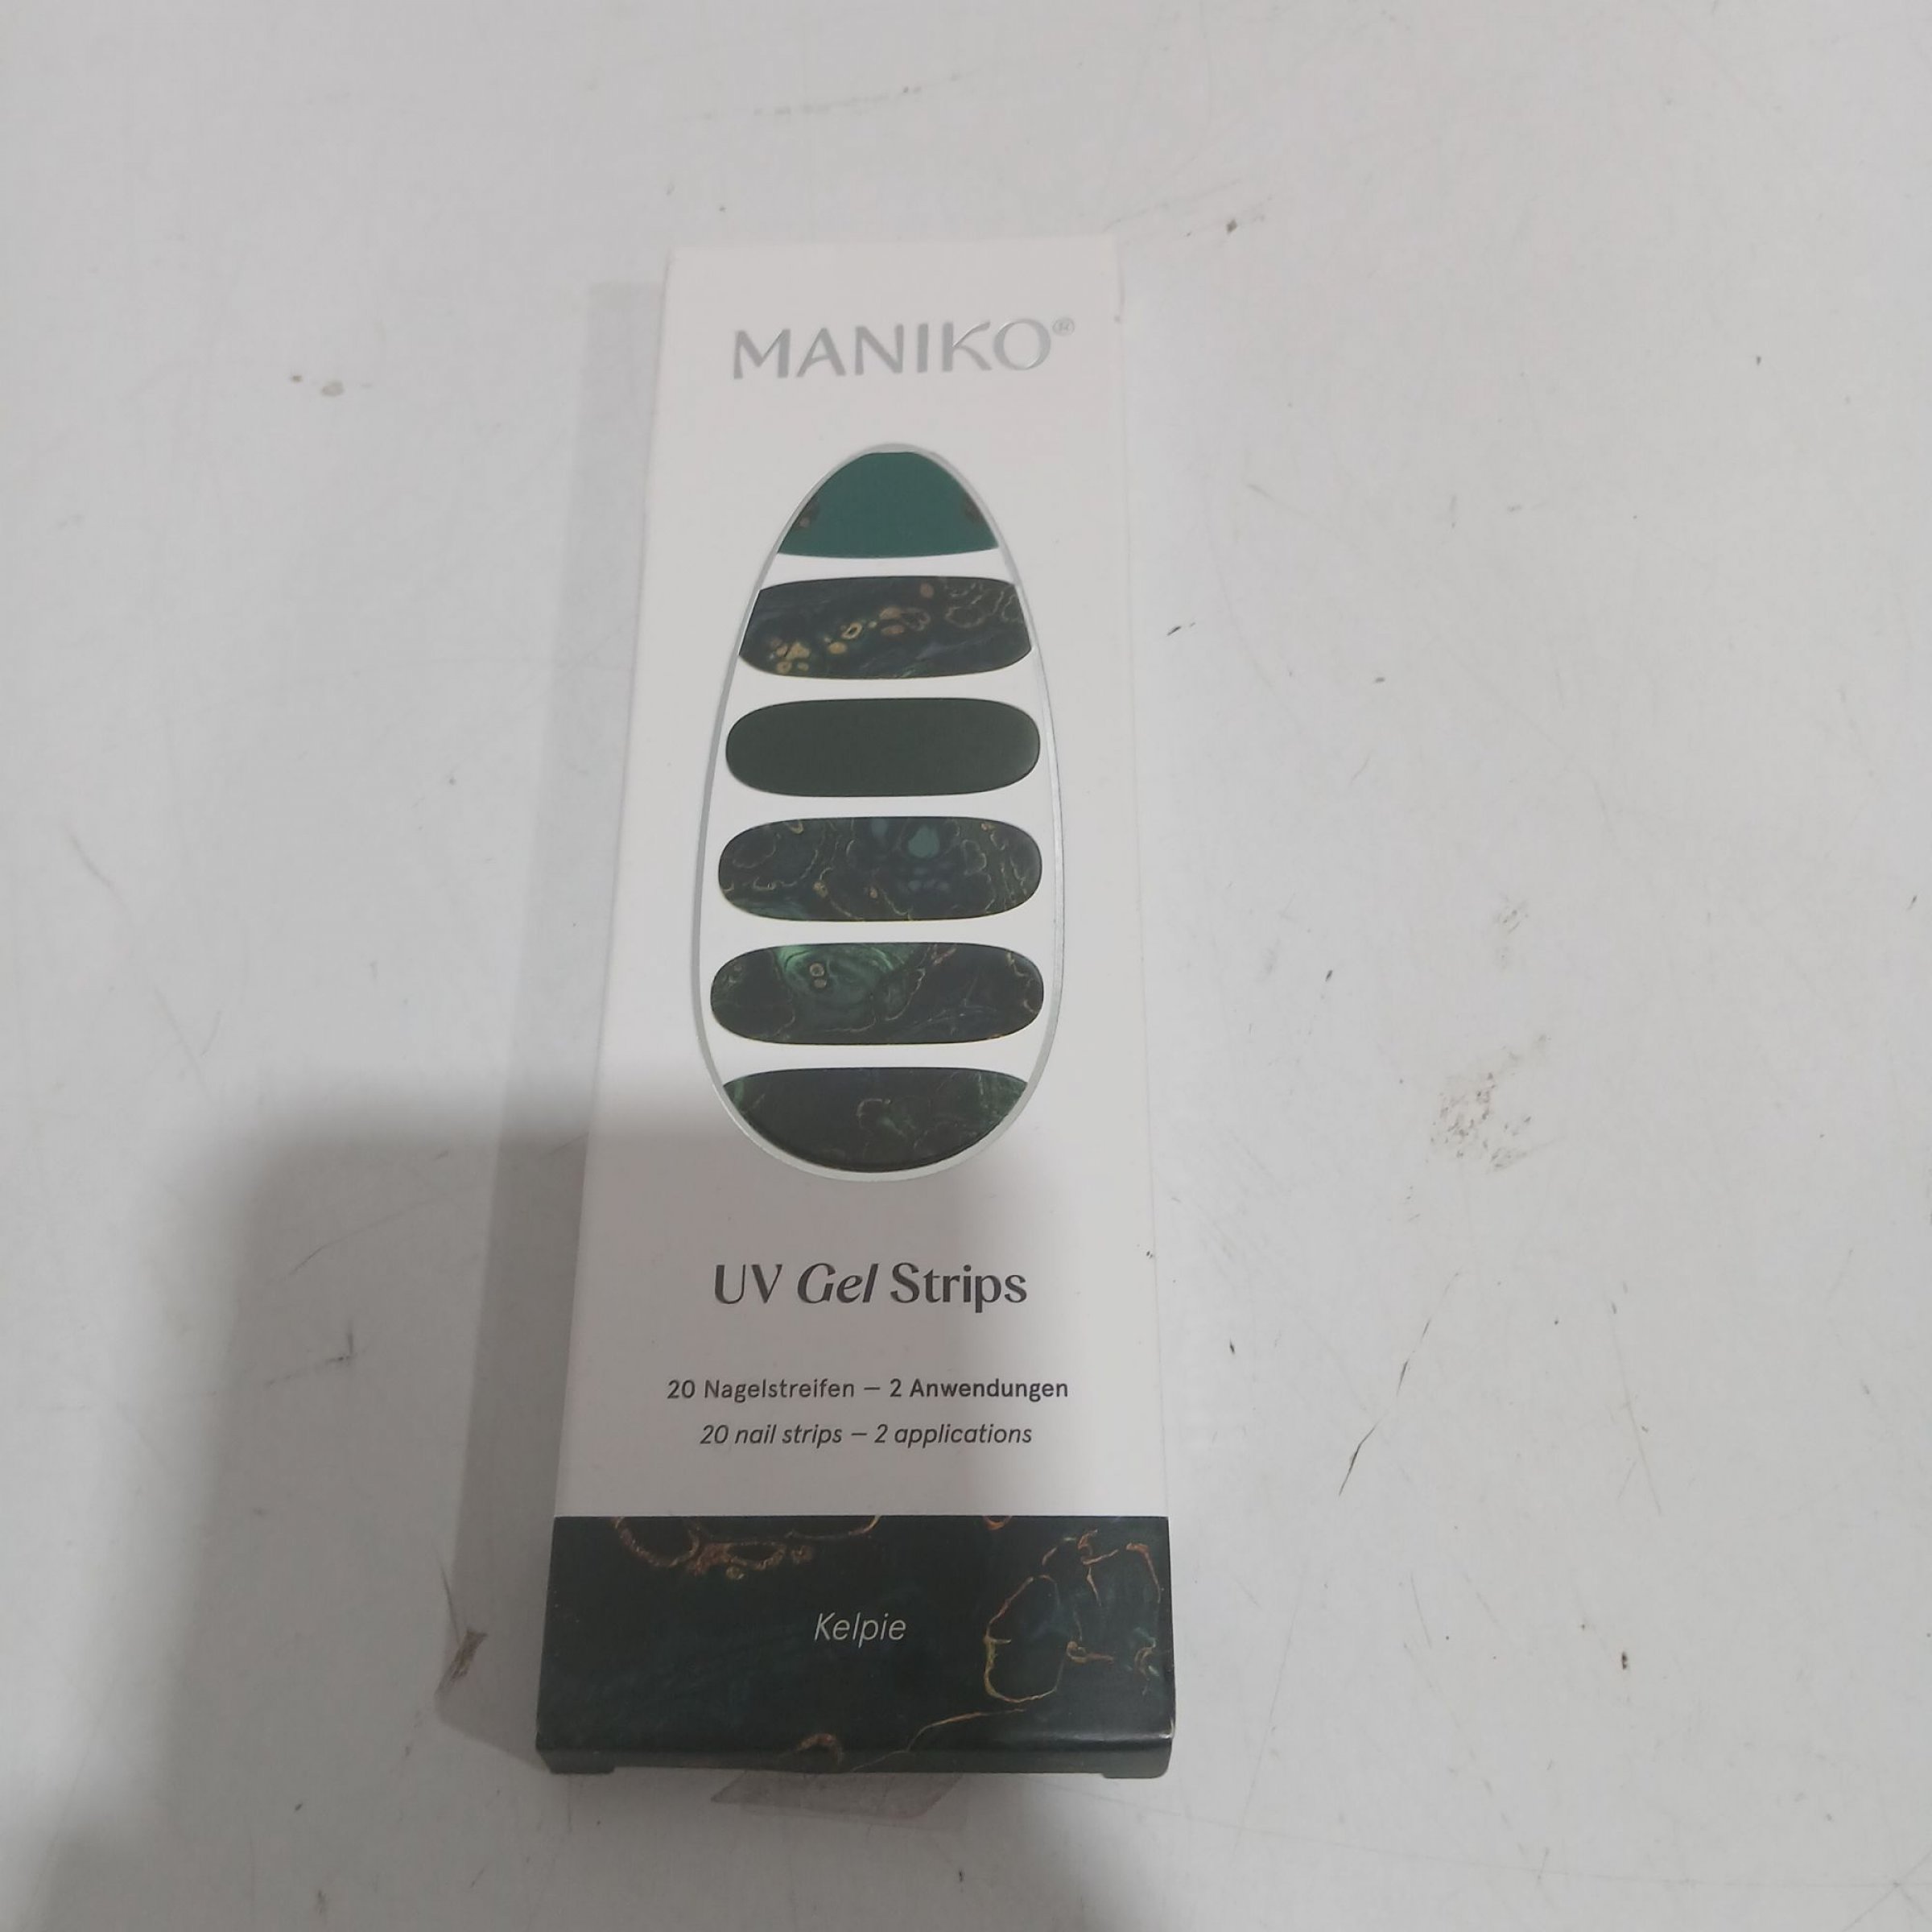 MANIKO®
UV Gel Strips
20 Nagelstreifen – 2 Anwendungen
20 nail strips – 2 applications
Kelpie